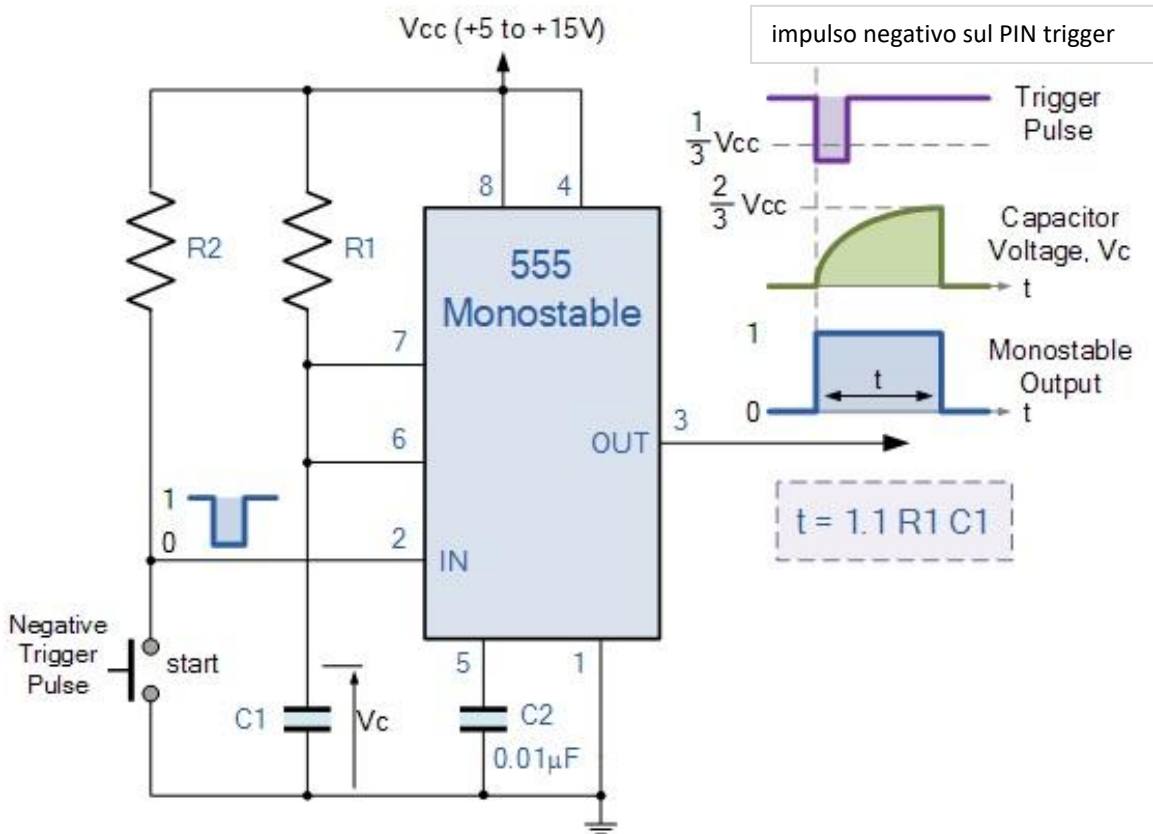 Vcc (+5 to +15V)
impulso negativo sul PIN trigger
Trigger
Pulse
1/3 Vcc
2/3 Vcc
Capacitor
Voltage, Vc
t
1
Monostable
Output
t
0
t
8
4
R2
R1
555
Monostable
7
6
3
OUT
t = 1.1 R1 C1
1
0
2
IN
Negative
Trigger
Pulse
start
5
1
C1
Vc
C2
0.01µF